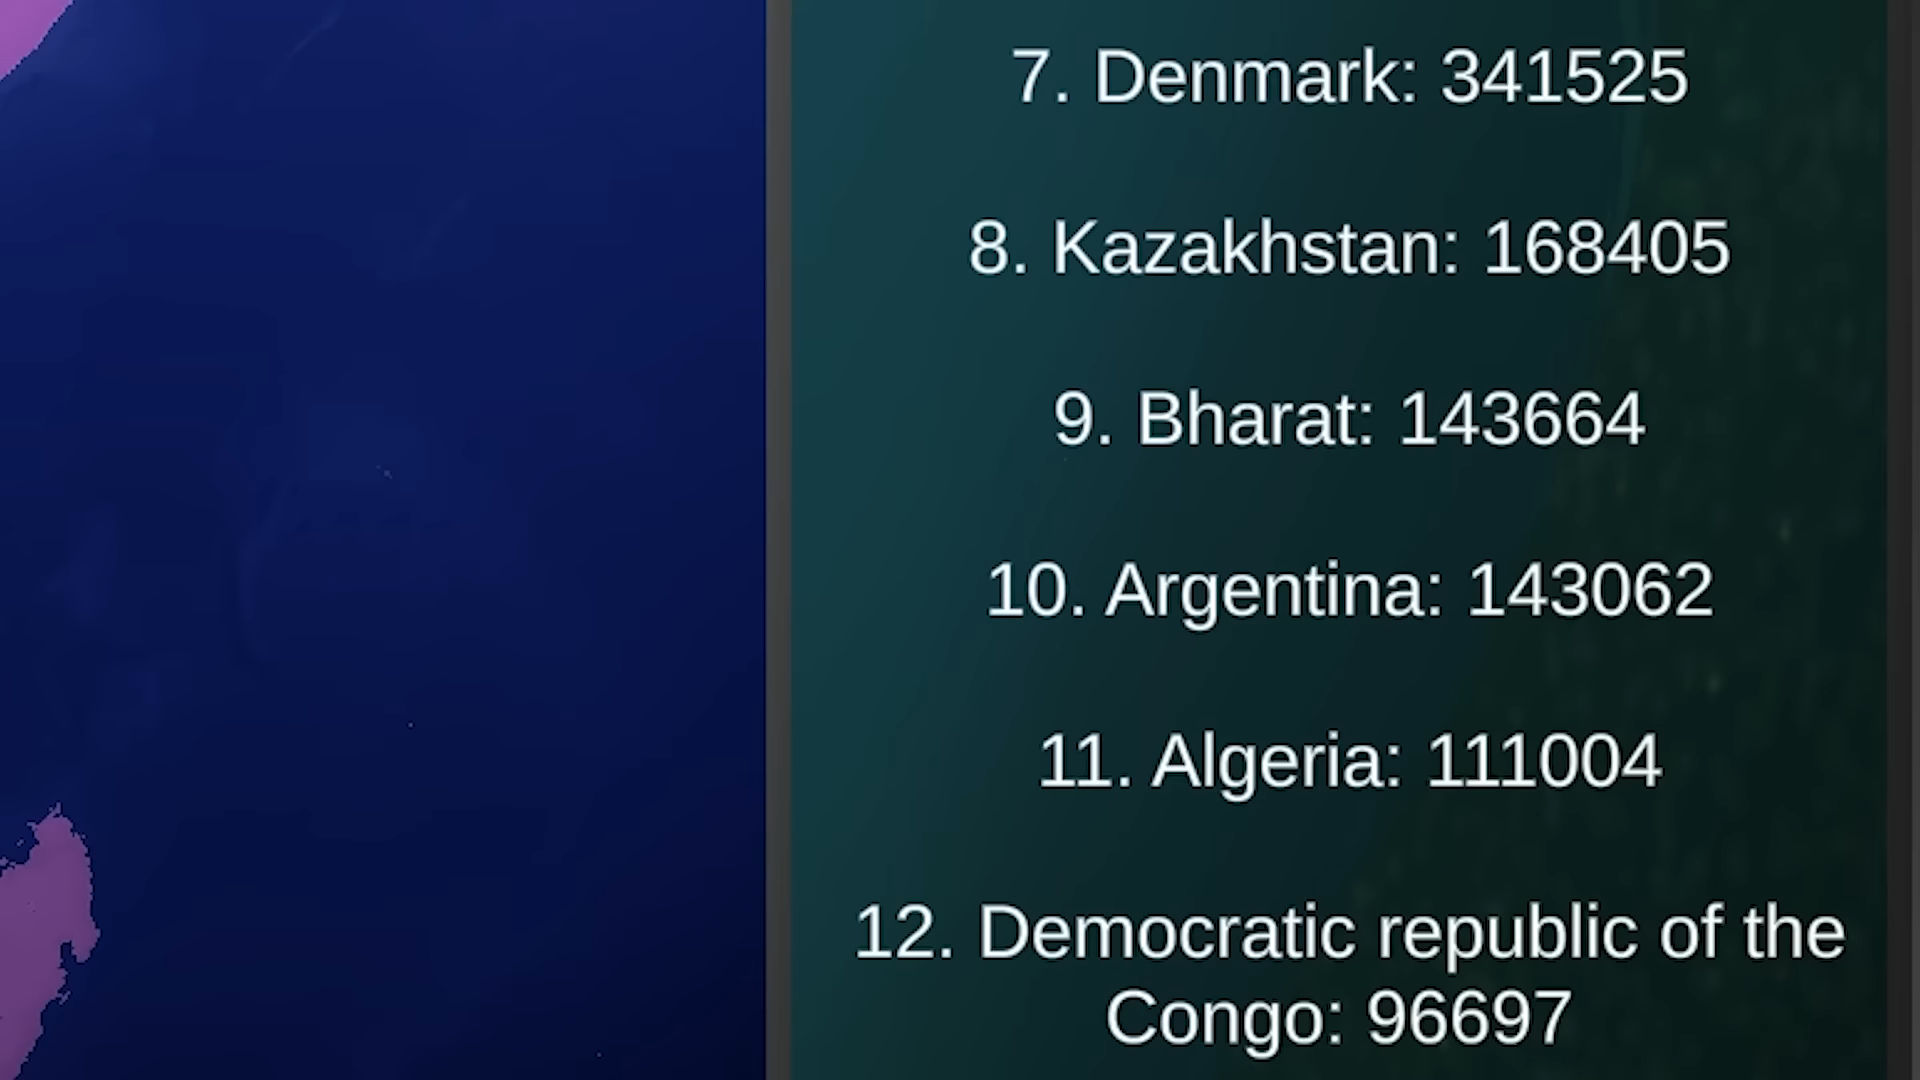 7. Denmark: 341525
8. Kazakhstan: 168405
9. Bharat: 143664
10. Argentina: 143062
11. Algeria: 111004
12. Democratic republic of the
Congo: 96697